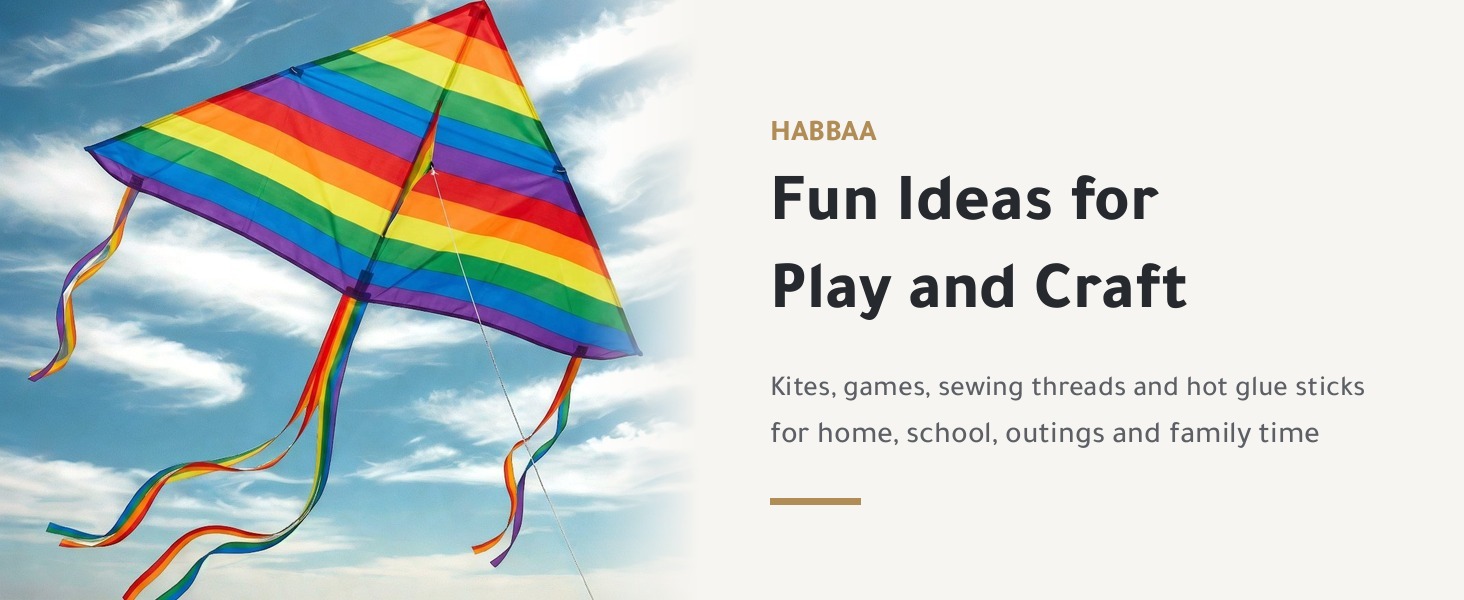 HABBAA
Fun Ideas for
Play and Craft
Kites, games, sewing threads and hot glue sticks
for home, school, outings and family time